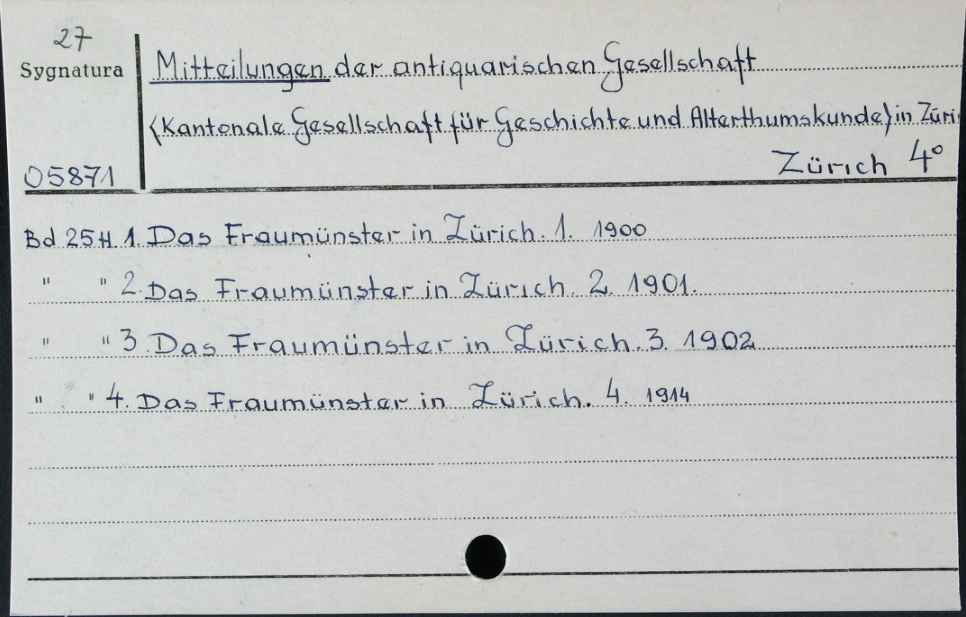 27
Sygnatura
05871
Mitteilungen der antiquarischen Gesellschaft
(Kantonale Gesellschaft für Geschichte und Alterthumskunde) in Züri
Zürich 4°
Bd 25 H. 1. Das Fraumünster in Zürich. 1. 1900
" " 2. Das Fraumünster in Zürich. 2. 1901.
" " 3. Das Fraumünster in Zürich. 3. 1902
" " 4. Das Fraumünster in Zürich. 4. 1914